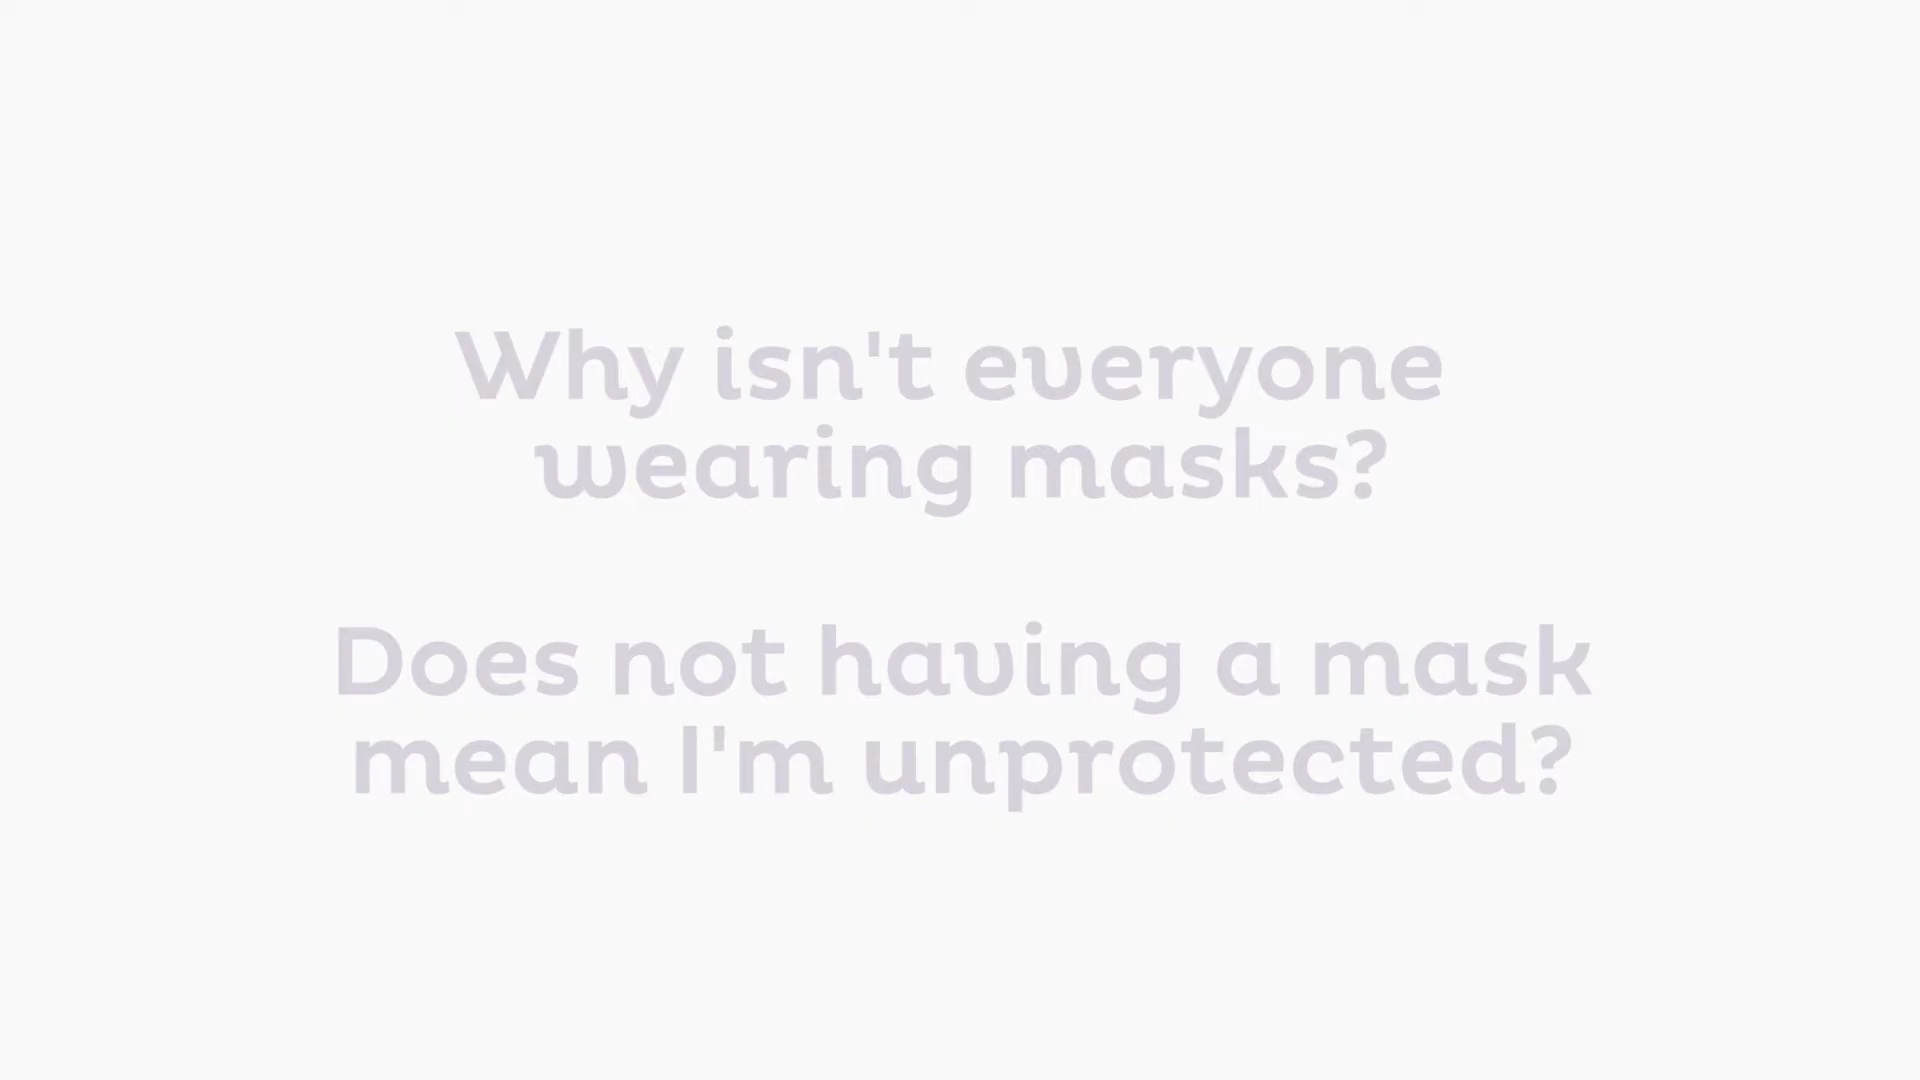 Why isn't everyone
wearing masks?
Does not having a mask
mean I'm unprotected?